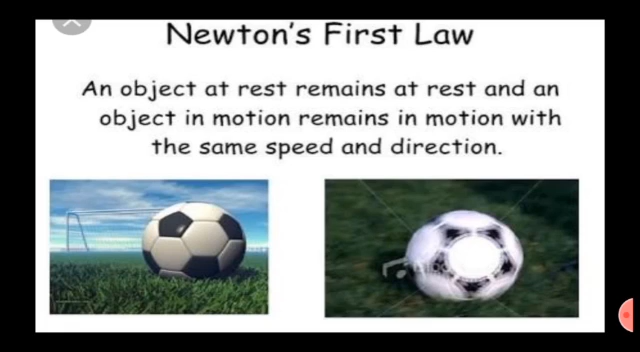 Newton's First Law
An object at rest remains at rest and an
object in motion remains in motion with
the same speed and direction.